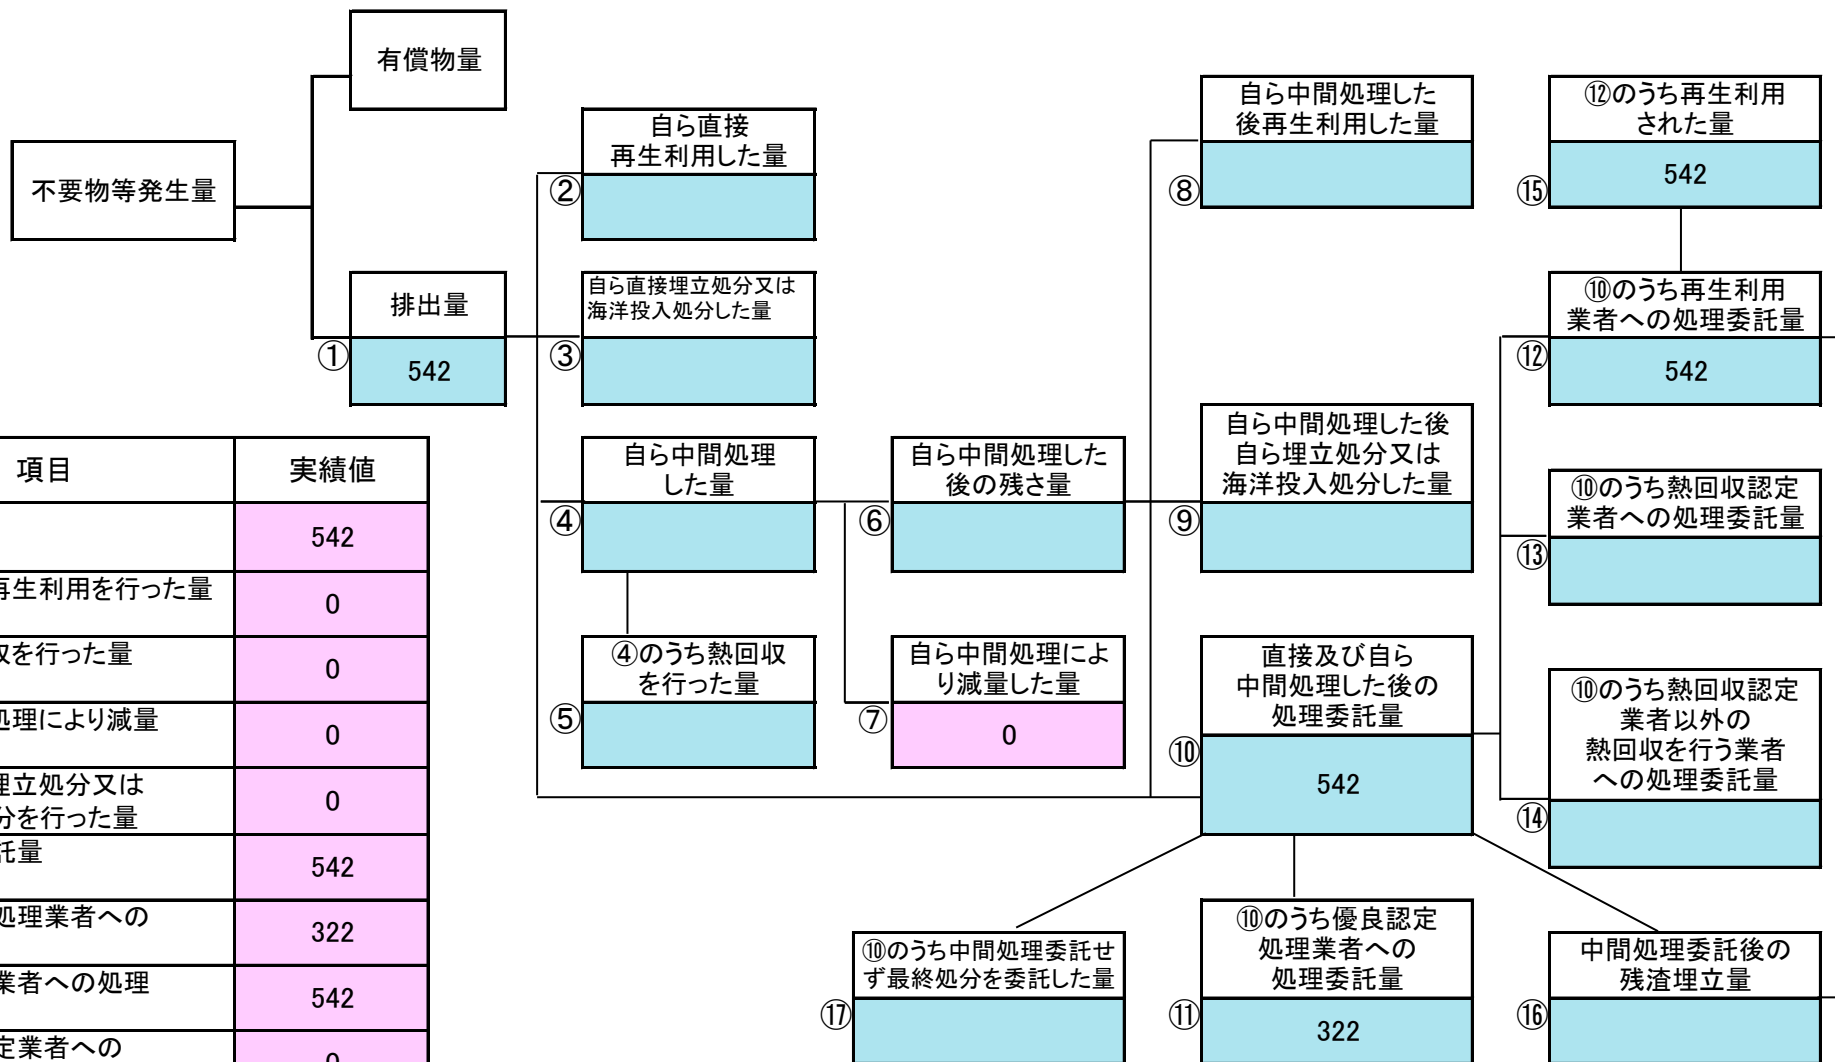 有償物量
不要物等発生量
排出量
①
542
自ら直接
再生利用した量
②
自ら直接埋立処分又は
海洋投入処分した量
③
自ら中間処理
した量
④
④のうち熱回収
を行った量
⑤
自ら中間処理した
後の残さ量
⑥
自ら中間処理によ
り減量した量
⑦
0
自ら中間処理した
後再生利用した量
⑧
自ら中間処理した後
自ら埋立処分又は
海洋投入処分した量
⑨
直接及び自ら
中間処理した後の
処理委託量
⑩
542
⑫のうち再生利用
された量
⑮
542
⑩のうち再生利用
業者への処理委託量
⑫
542
⑩のうち熱回収認定
業者への処理委託量
⑬
⑩のうち熱回収認定
業者以外の
熱回収を行う業者
への処理委託量
⑭
⑩のうち中間処理委託せ
ず最終処分を委託した量
⑰
⑩のうち優良認定
処理業者への
処理委託量
⑪
322
中間処理委託後の
残渣埋立量
⑯
項目 実績値
542
再生利用を行った量 0
を行った量 0
処理により減量 0
埋立処分又は
分を行った量 0
託量 542
処理業者への 322
業者への処理 542
定業者への 0